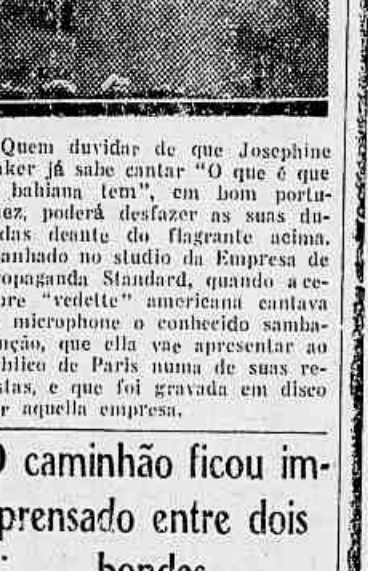 Quem duvidar de que Josephine
aker já sabe cantar "O que é que
bahiana tem", em bom portu-
uez, poderá desfazer as suas du-
das deante do flagrante acima.
anhado no studio da Empresa de
ropaganda Standard, quando a ce-
bre "vedette" americana cantava
microphone o conhecido samba-
nção, que ella vae apresentar ao
blico de Paris numa de suas re-
stas, e que foi gravada em disco
r aquella empresa.
O caminhão ficou im-
prensado entre dois
bondes